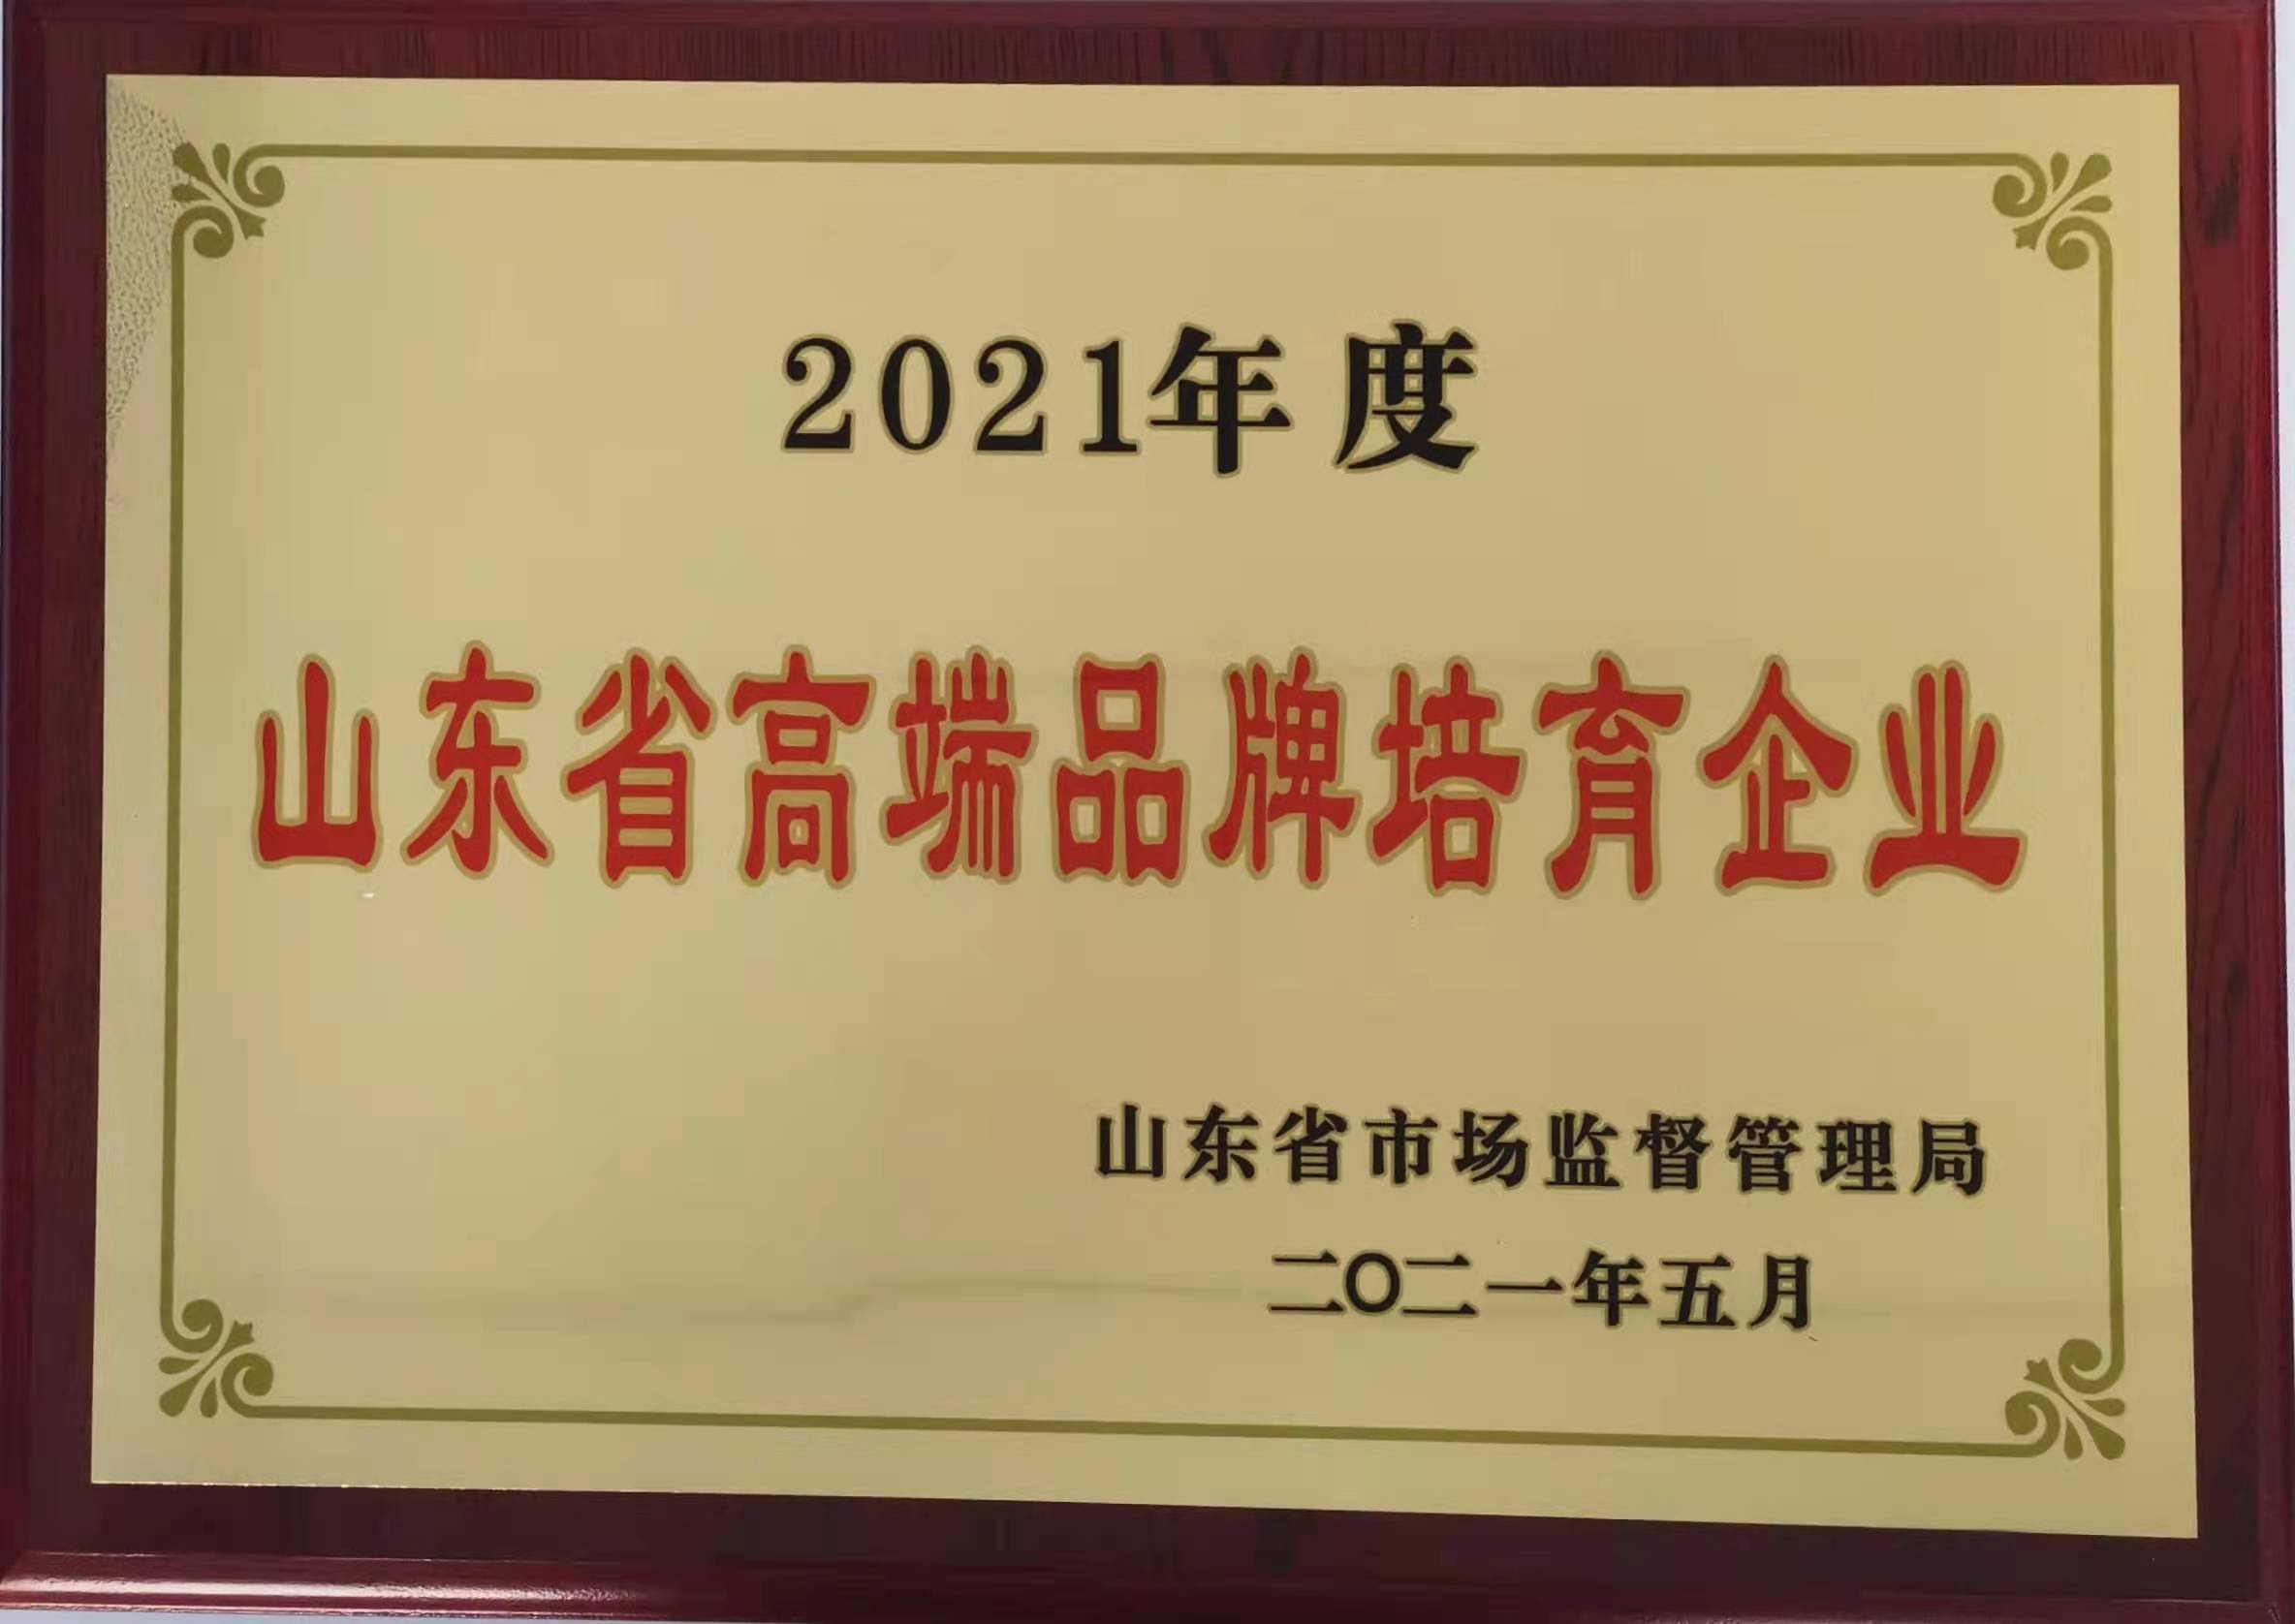 2021年度
山东省高端品牌培育企业
山东省市场监督管理局
二〇二一年五月